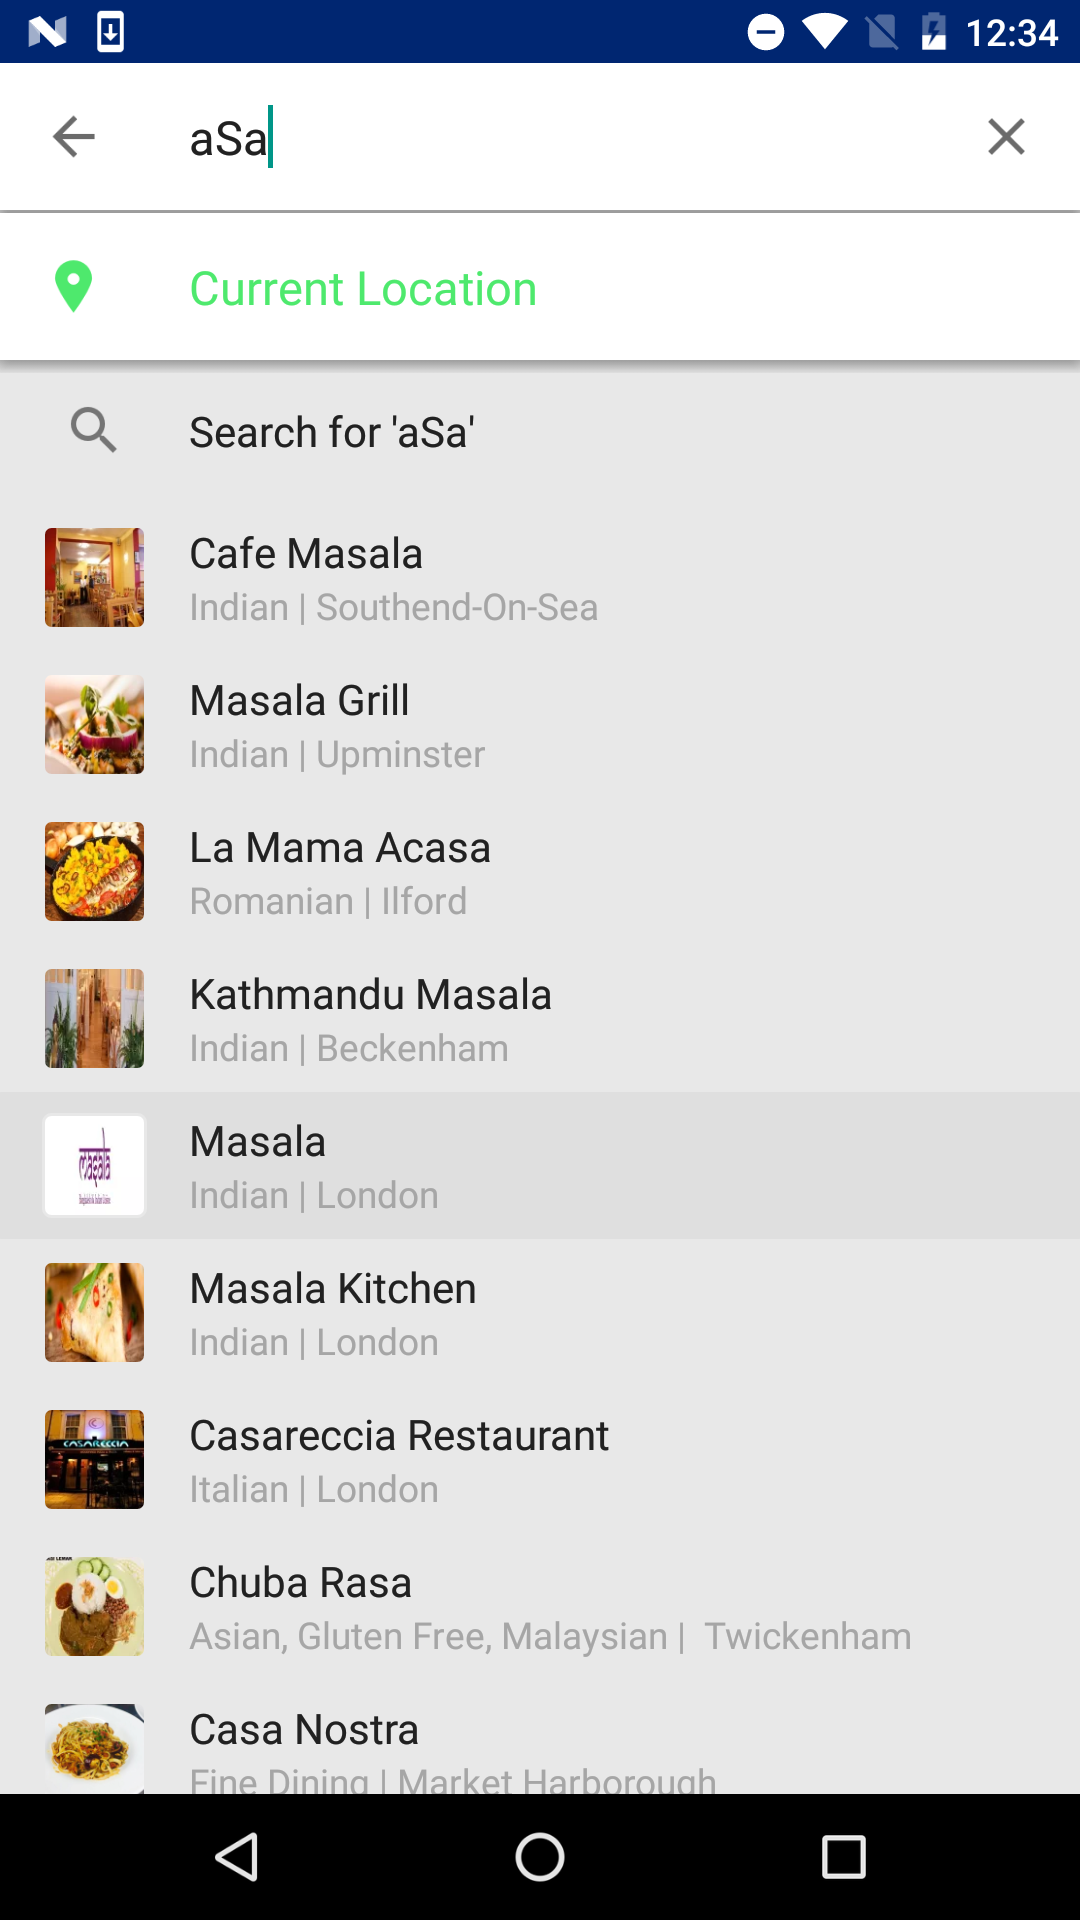 12:34
aSa
Current Location
Search for 'aSa'
Cafe Masala
Indian | Southend-On-Sea
Masala Grill
Indian | Upminster
La Mama Acasa
Romanian | Ilford
Kathmandu Masala
Indian | Beckenham
masala
Masala
Indian | London
Masala Kitchen
Indian | London
CASARECCIA
Casareccia Restaurant
Italian | London
Chuba Rasa
Asian, Gluten Free, Malaysian | Twickenham
Casa Nostra
Fine Dining | Market Harborough